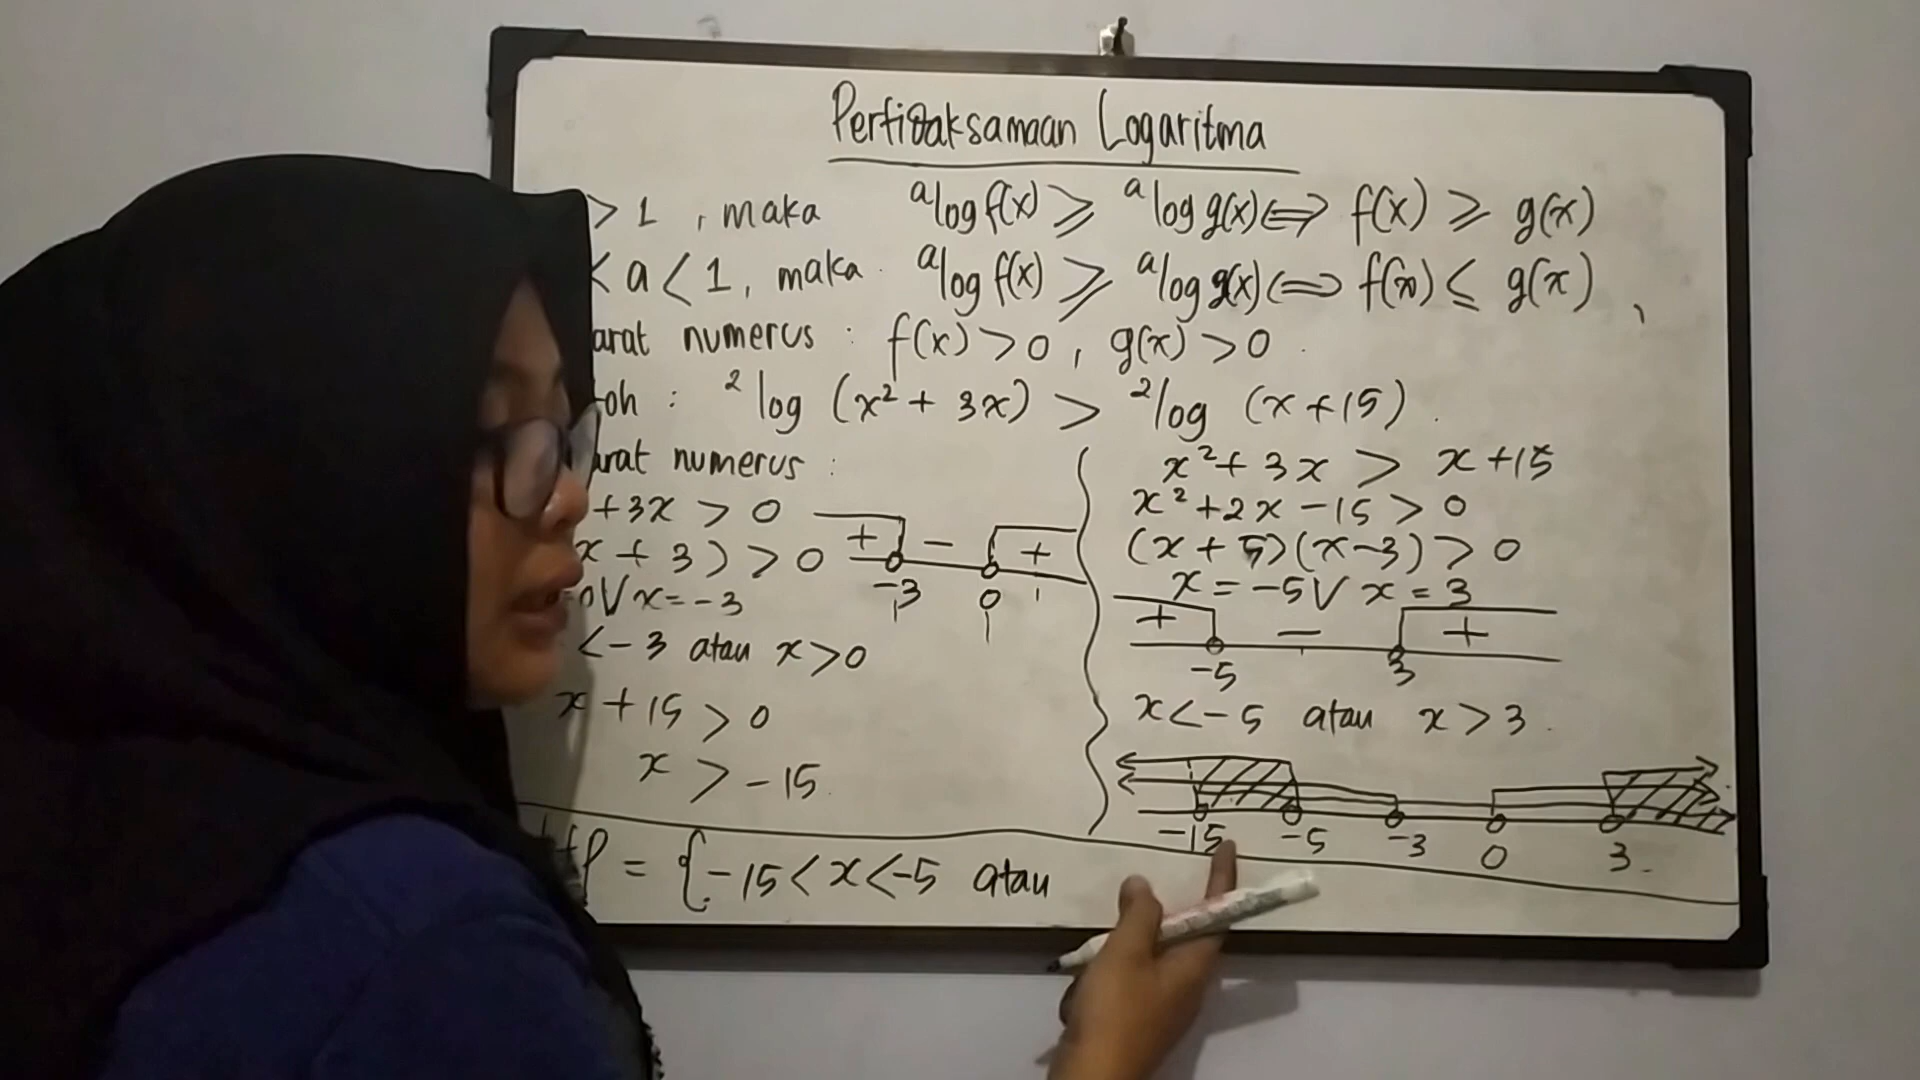 Pertidaksamaan Logaritma
> 1, maka ᵃlog f(x) ≥ ᵃlog g(x) ⇔ f(x) ≥ g(x)
< a < 1, maka ᵃlog f(x) ≥ ᵃlog g(x) ⇔ f(x) ≤ g(x),
arat numerus : f(x) > 0, g(x) > 0.
toh : ²log (x² + 3x) > ²log (x + 15).
arat numerus :
+ 3x > 0
x + 3) > 0
=0 V x = -3
+ - +
-3 0
< -3 atau x > 0
x + 15 > 0
x > -15.
x² + 3x > x + 15
x² + 2x - 15 > 0
(x + 5)(x - 3) > 0
x = -5 V x = 3
+ - +
-5 3
x < -5 atau x > 3.
-15 -5 -3 0 3.
HP = {-15 < x < -5 atau